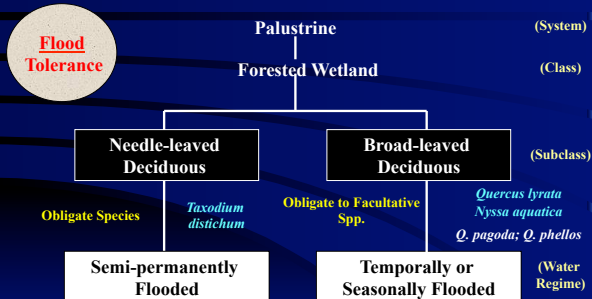 Flood
Tolerance
Palustrine
(System)
Forested Wetland
(Class)
Needle-leaved
Deciduous
Broad-leaved
Deciduous
(Subclass)
Obligate Species
Taxodium
distichum
Obligate to Facultative
Spp.
Quercus lyrata
Nyssa aquatica
Q. pagoda; Q. phellos
Semi-permanently
Flooded
Temporally or
Seasonally Flooded
(Water
Regime)